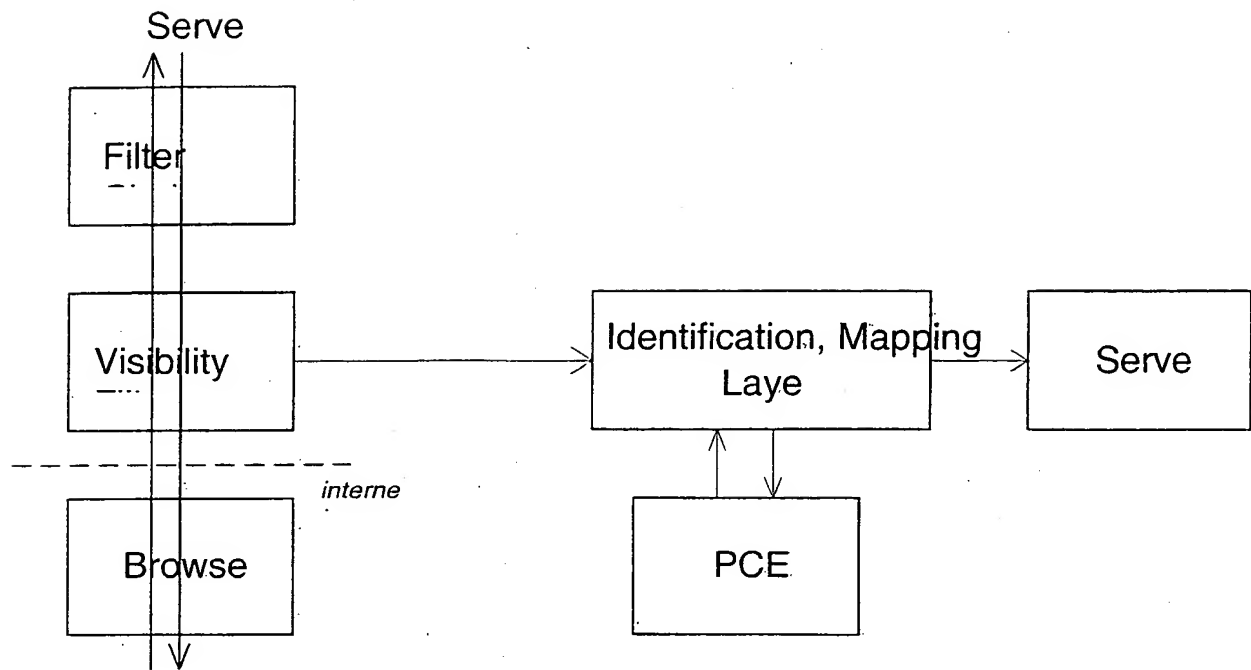 Serve
Filter
Visibility
Identification, Mapping
Laye
Serve
interne
Browse
PCE